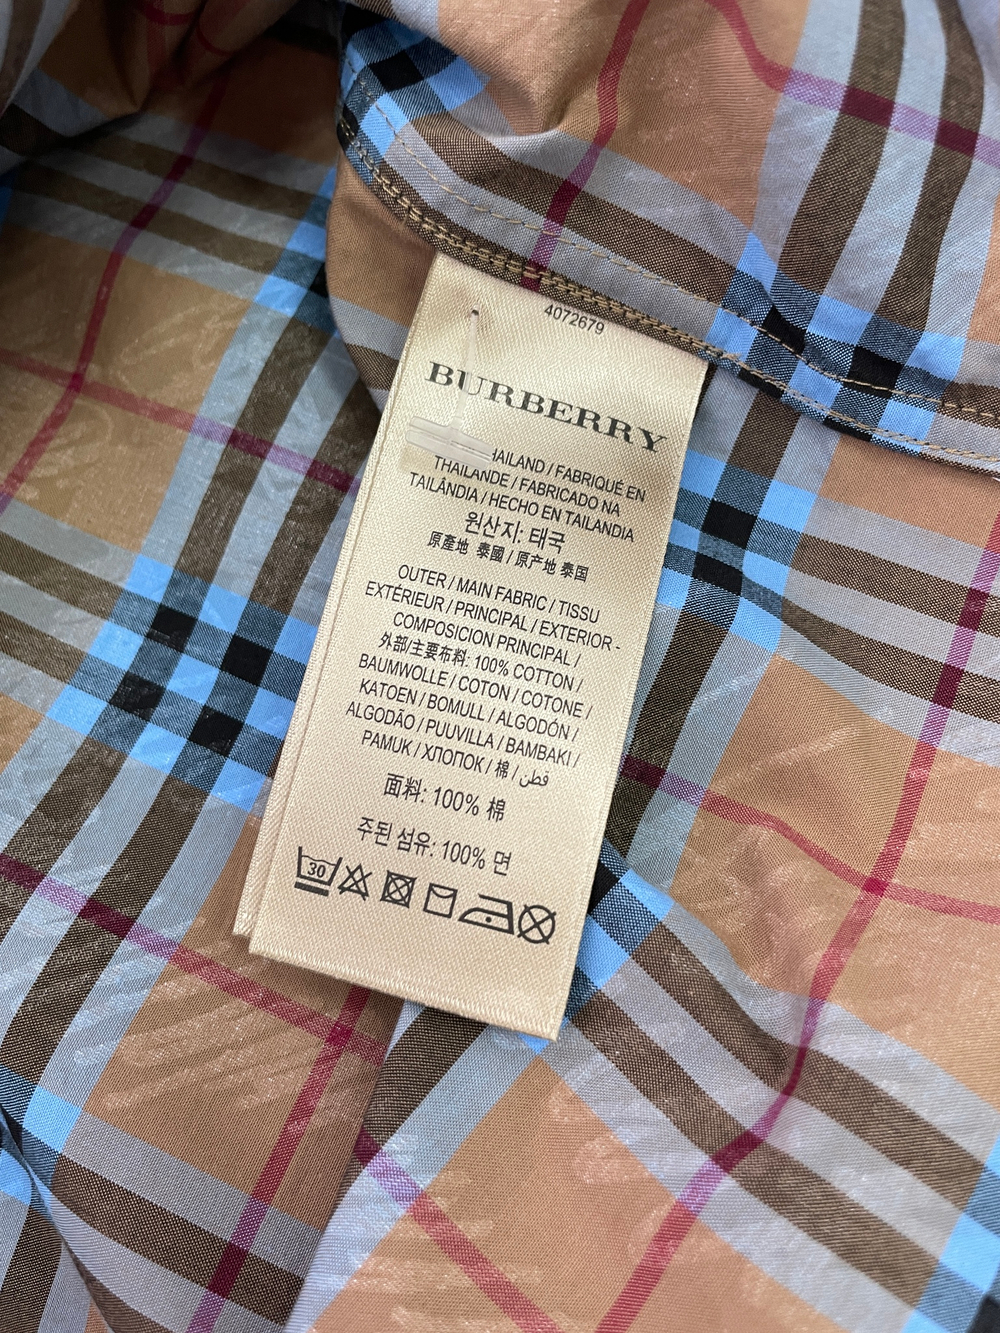 4072679
BURBERRY
THAILAND / FABRIQUÉ EN
THAÏLANDE / FABRICADO NA
TAILÂNDIA / HECHO EN TAILANDIA
원산지: 태국
原產地 泰國 / 原产地 泰国
OUTER / MAIN FABRIC / TISSU
EXTÉRIEUR / PRINCIPAL / EXTERIOR -
COMPOSICION PRINCIPAL /
外部/主要布料: 100% COTTON /
BAUMWOLLE / COTON / COTONE /
KATOEN / BOMULL / ALGODÓN /
ALGODÃO / PUUVILLA / BAMBAKI /
PAMUK / ХЛОПОК / 棉 / قطن
面料: 100% 棉
주된 섬유: 100% 면
30